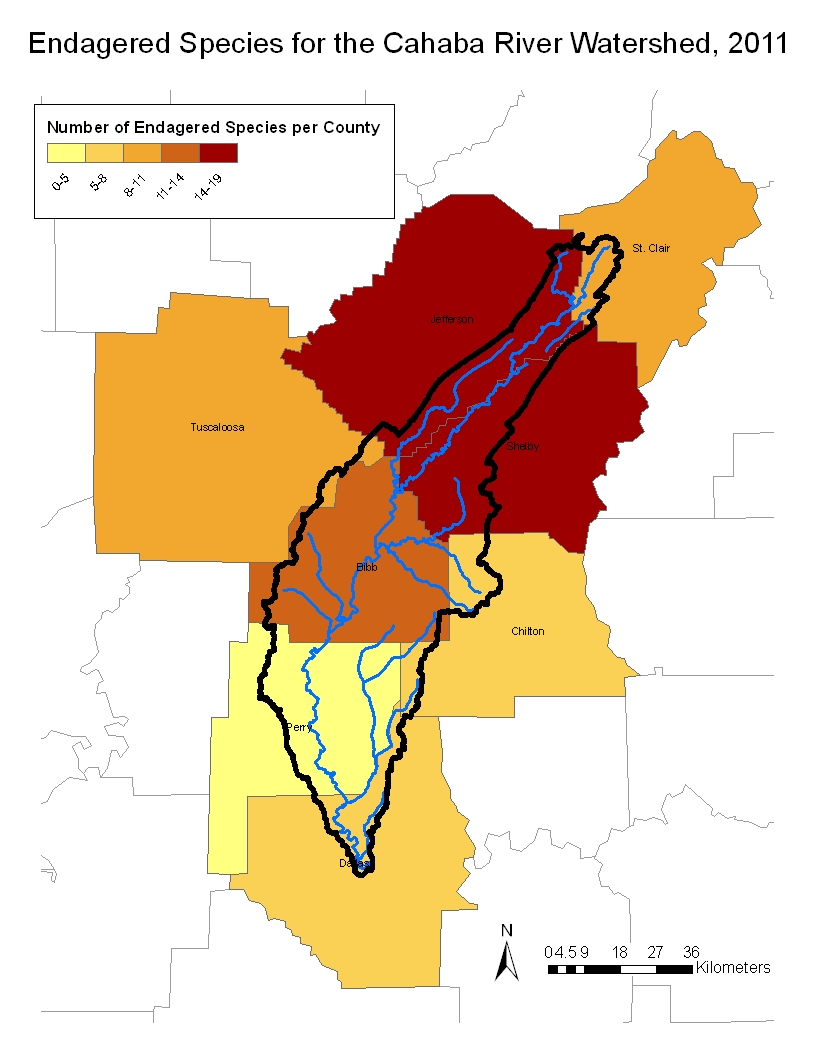 Endagered Species for the Cahaba River Watershed, 2011
Number of Endagered Species per County
0-5
5-8
8-11
11-14
14-19
St. Clair
Jefferson
Tuscaloosa
Shelby
Bibb
Chilton
Perry
Dallas
N
0 4.5 9 18 27 36
Kilometers